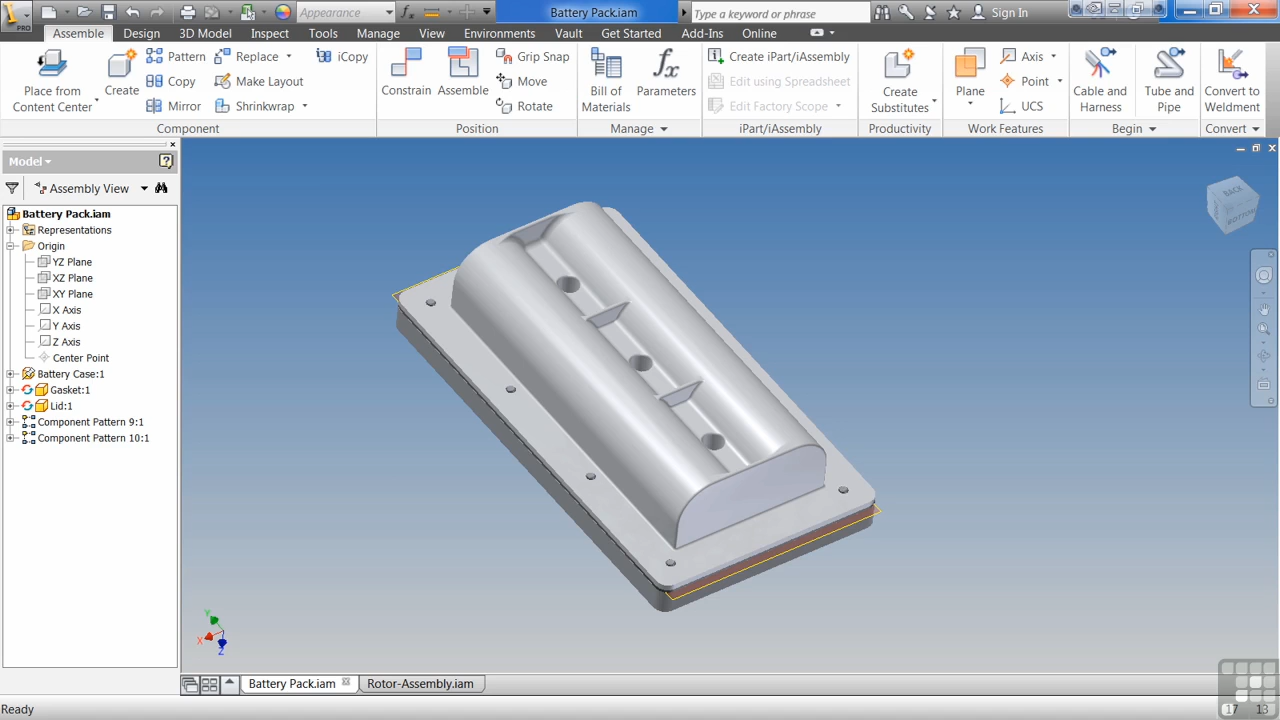 PRO
Appearance
Battery Pack.iam
Type a keyword or phrase
Sign In
Assemble Design 3D Model Inspect Tools Manage View Environments Vault Get Started Add-Ins Online
Place from
Content Center
Create
Pattern
Copy
Mirror
Replace
Make Layout
Shrinkwrap
iCopy
Component
Constrain
Assemble
Grip Snap
Move
Rotate
Position
Bill of
Materials
Parameters
Manage
Create iPart/iAssembly
Edit using Spreadsheet
Edit Factory Scope
iPart/iAssembly
Create
Substitutes
Productivity
Plane
Axis
Point
UCS
Work Features
Cable and
Harness
Tube and
Pipe
Begin
Convert to
Weldment
Convert
Model
Assembly View
Battery Pack.iam
Representations
Origin
YZ Plane
XZ Plane
XY Plane
X Axis
Y Axis
Z Axis
Center Point
Battery Case:1
Gasket:1
Lid:1
Component Pattern 9:1
Component Pattern 10:1
BACK
BOTTOM
Y
X
Z
Battery Pack.iam
Rotor-Assembly.iam
Ready
17 13